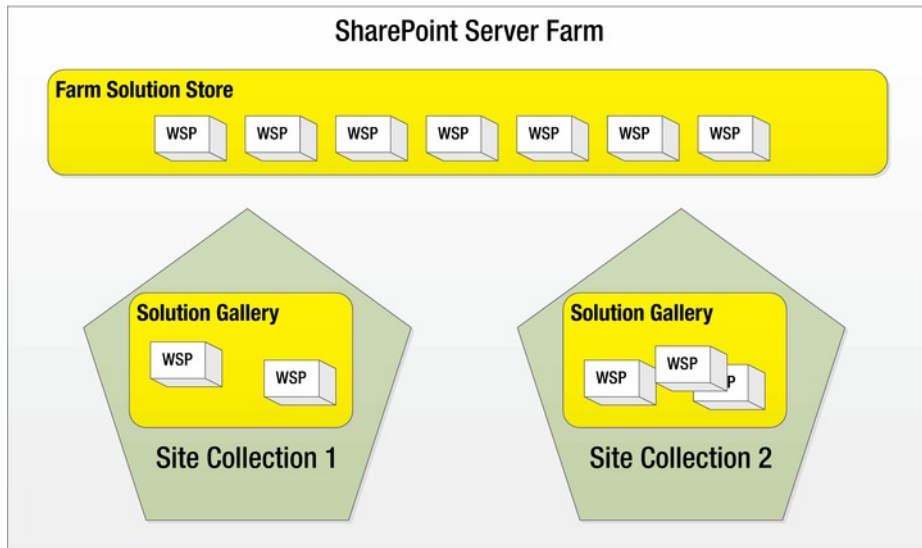 SharePoint Server Farm
Farm Solution Store
WSP WSP WSP WSP WSP WSP WSP
Solution Gallery
WSP
WSP
Site Collection 1
Solution Gallery
WSP
WSP
P
Site Collection 2